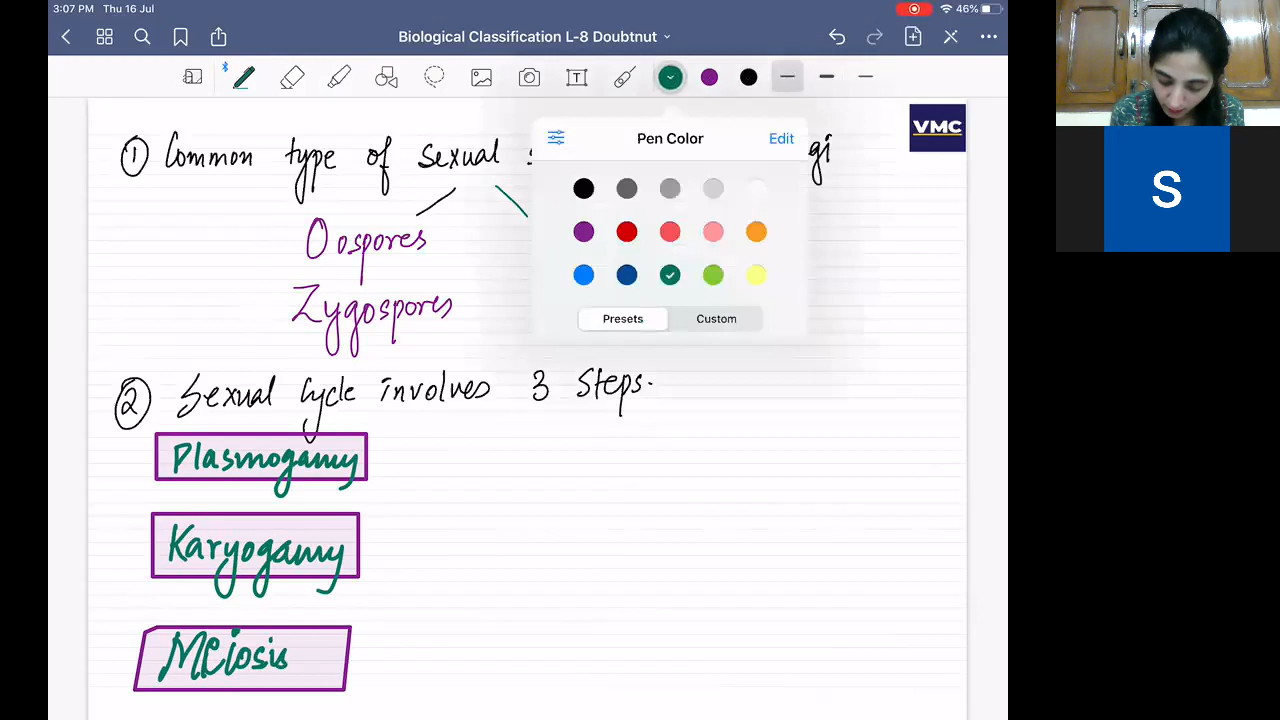 3:07 PM Thu 16 Jul 46%
Biological Classification L-8 Doubtnut
T
VMC
Pen Color Edit
① Common type of Sexual gi
Oospores
Zygospores
Presets Custom
② Sexual Cycle involves 3 Steps.
Plasmogamy
Karyogamy
Meiosis
S